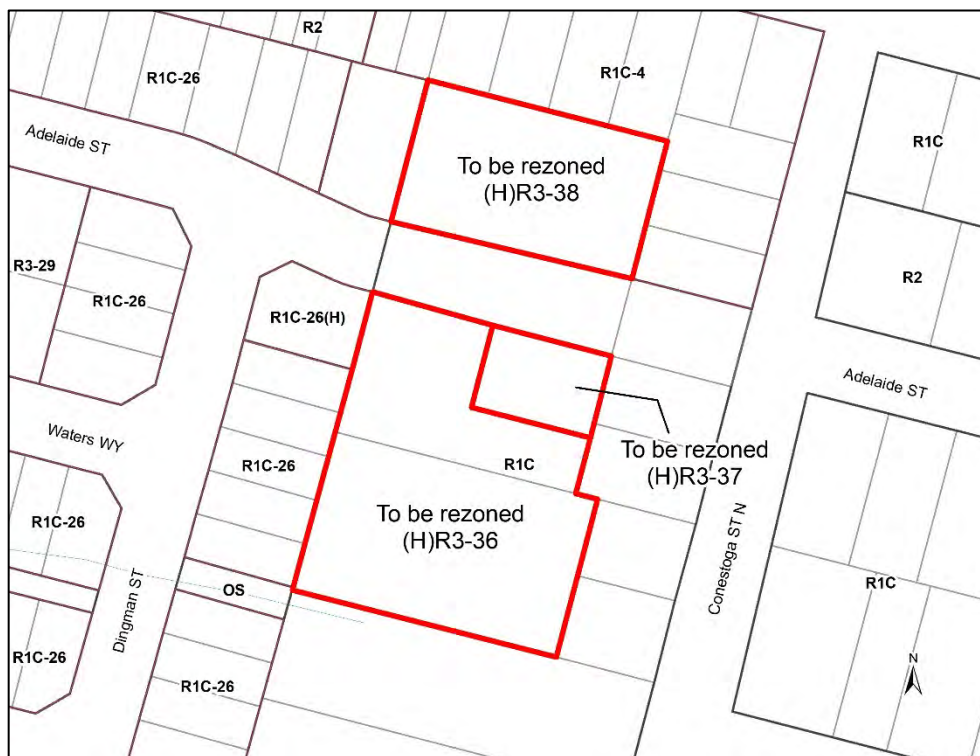 R2
R1C-26
R1C-4
Adelaide ST
R1C
To be rezoned
(H)R3-38
R3-29
R1C-26
R2
R1C-26(H)
Adelaide ST
Waters WY
To be rezoned
(H)R3-37
R1C
R1C-26
To be rezoned
(H)R3-36
R1C-26
Conestoga ST N
R1C
OS
Dingman ST
R1C-26
R1C-26
N